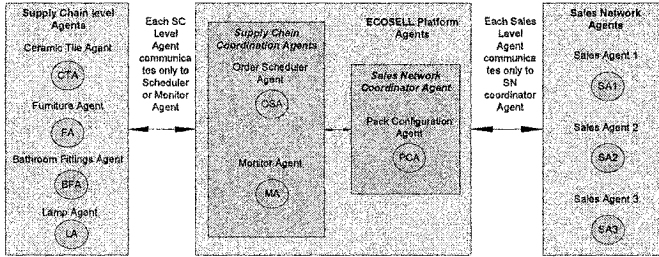 Supply Chain level
Agents
Ceramic Tile Agent
CTA
Furniture Agent
FA
Bathroom Fittings Agent
BFA
Lamp Agent
LA
Each SC
Level
Agent
communica
tes only to
Scheduler
or Monitor
Agent
ECOSELL Platform
Agents
Supply Chain
Coordination Agents
Order Scheduler
Agent
OSA
Monitor Agent
MA
Sales Network
Coordinator Agent
Pack Configuration
Agent
PCA
Each Sales
Level
Agent
communica
tes only to
SN
coordinator
Agent
Sales Network
Agents
Sales Agent 1
SA1
Sales Agent 2
SA2
Sales Agent 3
SA3